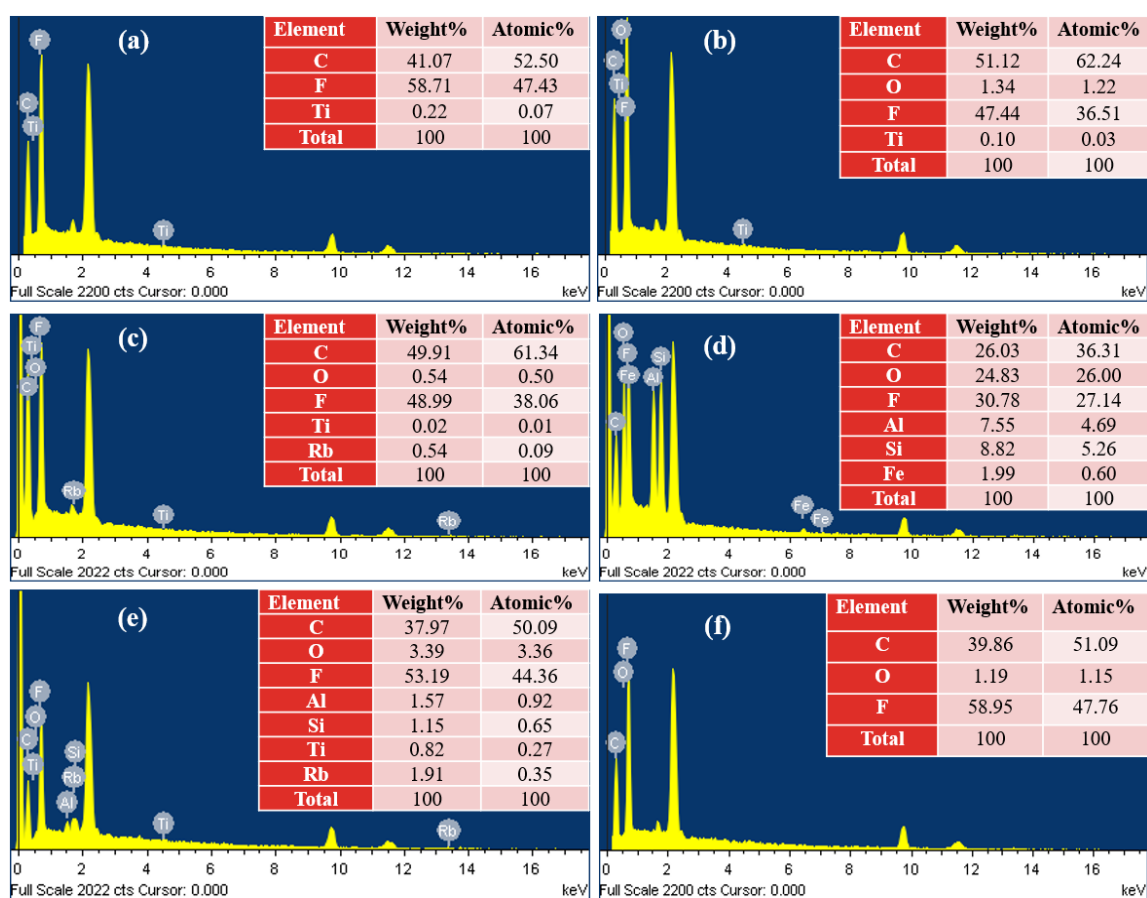 (a)
Element Weight% Atomic%
C 41.07 52.50
F 58.71 47.43
Ti 0.22 0.07
Total 100 100
F
C
Ti
Ti
0 2 4 6 8 10 12 14 16
Full Scale 2200 cts Cursor: 0.000 keV
(b)
Element Weight% Atomic%
C 51.12 62.24
O 1.34 1.22
F 47.44 36.51
Ti 0.10 0.03
Total 100 100
O
C
Ti
F
Ti
0 2 4 6 8 10 12 14 16
Full Scale 2200 cts Cursor: 0.000 keV
(c)
Element Weight% Atomic%
C 49.91 61.34
O 0.54 0.50
F 48.99 38.06
Ti 0.02 0.01
Rb 0.54 0.09
Total 100 100
F
Ti
O
C
Rb
Ti
Rb
0 2 4 6 8 10 12 14 16
Full Scale 2022 cts Cursor: 0.000 keV
(d)
Element Weight% Atomic%
C 26.03 36.31
O 24.83 26.00
F 30.78 27.14
Al 7.55 4.69
Si 8.82 5.26
Fe 1.99 0.60
Total 100 100
O
F
Si
Fe
Al
C
Fe
Fe
0 2 4 6 8 10 12 14 16
Full Scale 2022 cts Cursor: 0.000 keV
(e)
Element Weight% Atomic%
C 37.97 50.09
O 3.39 3.36
F 53.19 44.36
Al 1.57 0.92
Si 1.15 0.65
Ti 0.82 0.27
Rb 1.91 0.35
Total 100 100
F
O
C
Si
Ti
Rb
Al
Ti
Rb
0 2 4 6 8 10 12 14 16
Full Scale 2022 cts Cursor: 0.000 keV
(f)
Element Weight% Atomic%
C 39.86 51.09
O 1.19 1.15
F 58.95 47.76
Total 100 100
F
O
C
0 2 4 6 8 10 12 14 16
Full Scale 2200 cts Cursor: 0.000 keV